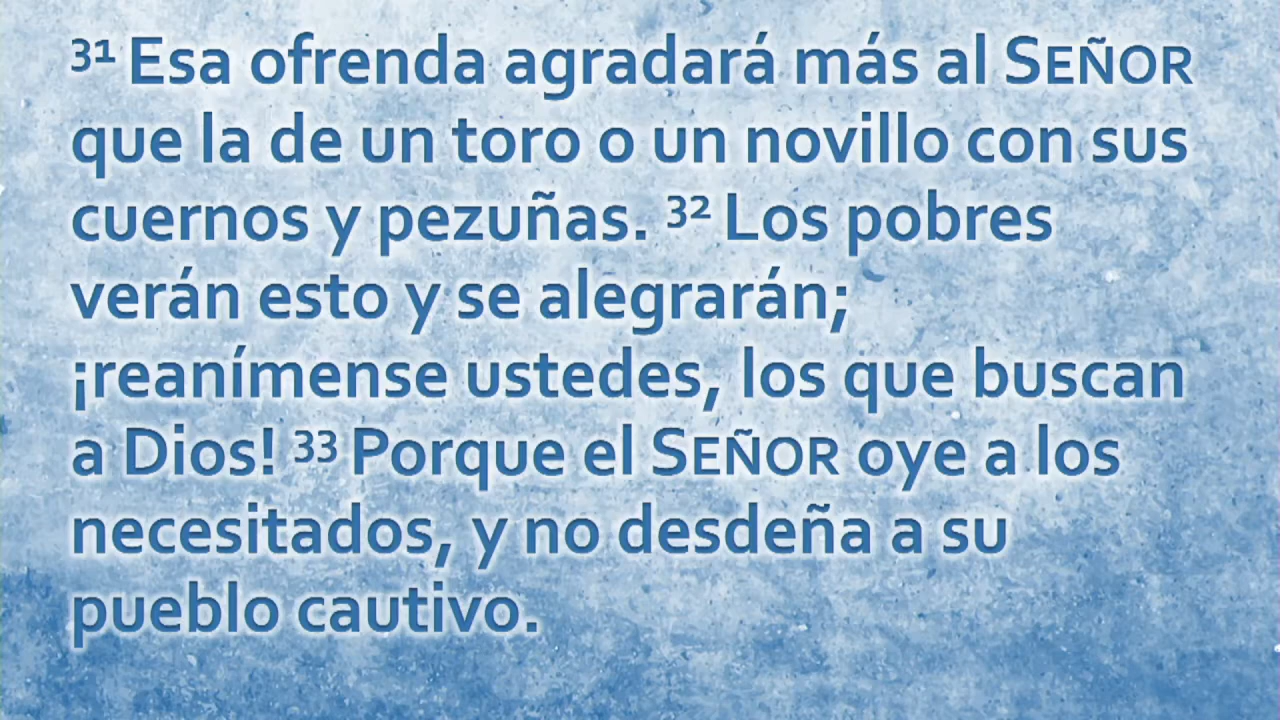 31 Esa ofrenda agradará más al SEÑOR
que la de un toro o un novillo con sus
cuernos y pezuñas. 32 Los pobres
verán esto y se alegrarán;
¡reanímense ustedes, los que buscan
a Dios! 33 Porque el SEÑOR oye a los
necesitados, y no desdeña a su
pueblo cautivo.